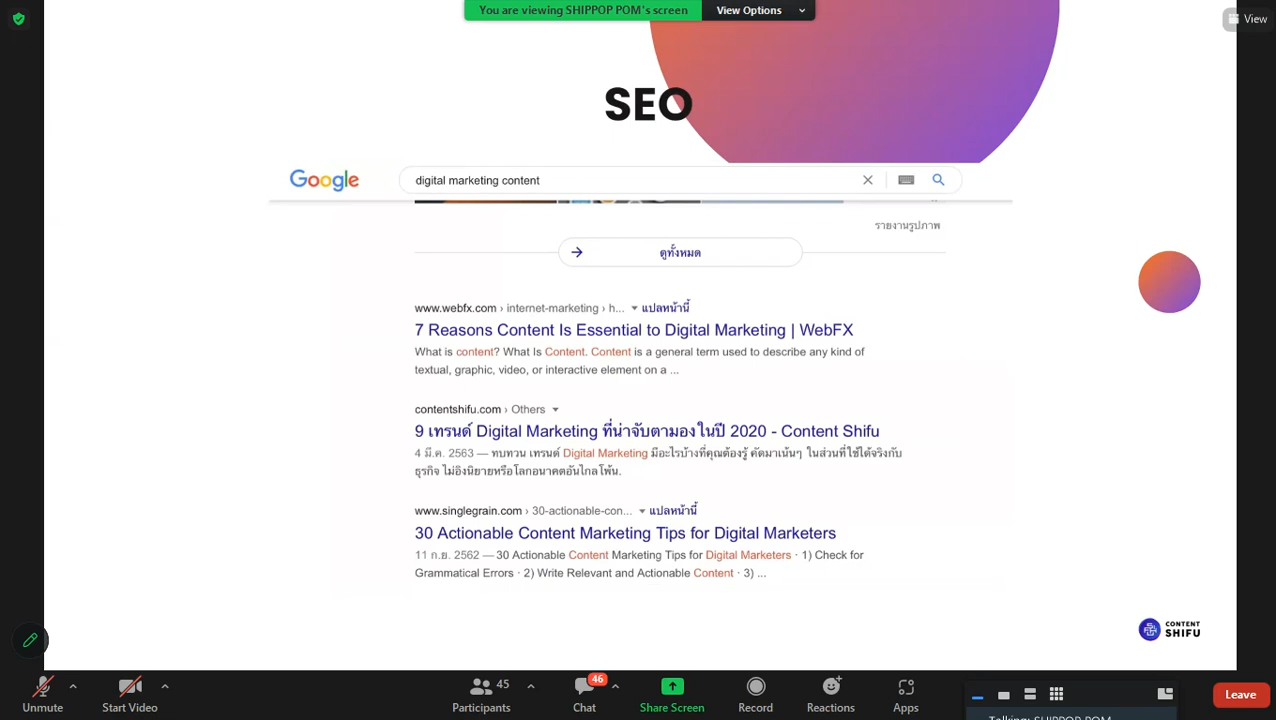 You are viewing SHIPPOP POM's screen View Options
View
SEO
Google digital marketing content
รายงานรูปภาพ
ดูทั้งหมด
www.webfx.com › internet-marketing › h... แปลหน้านี้
7 Reasons Content Is Essential to Digital Marketing | WebFX
What is content? What Is Content. Content is a general term used to describe any kind of
textual, graphic, video, or interactive element on a ...
contentshifu.com › Others
9 เทรนด์ Digital Marketing ที่น่าจับตามองในปี 2020 - Content Shifu
4 มี.ค. 2563 — ทบทวน เทรนด์ Digital Marketing มีอะไรบ้างที่คุณต้องรู้ คัดมาเน้นๆ ในส่วนที่ใช้ได้จริงกับ
ธุรกิจ ไม่อิงนิยายหรือโลกอนาคตอันไกลโพ้น.
www.singlegrain.com › 30-actionable-con... แปลหน้านี้
30 Actionable Content Marketing Tips for Digital Marketers
11 ก.ย. 2562 — 30 Actionable Content Marketing Tips for Digital Marketers · 1) Check for
Grammatical Errors · 2) Write Relevant and Actionable Content · 3) ...
CONTENT
SHIFU
46
45
Unmute Start Video Participants Chat Share Screen Record Reactions Apps Leave
Talking: SHIPPOP POM